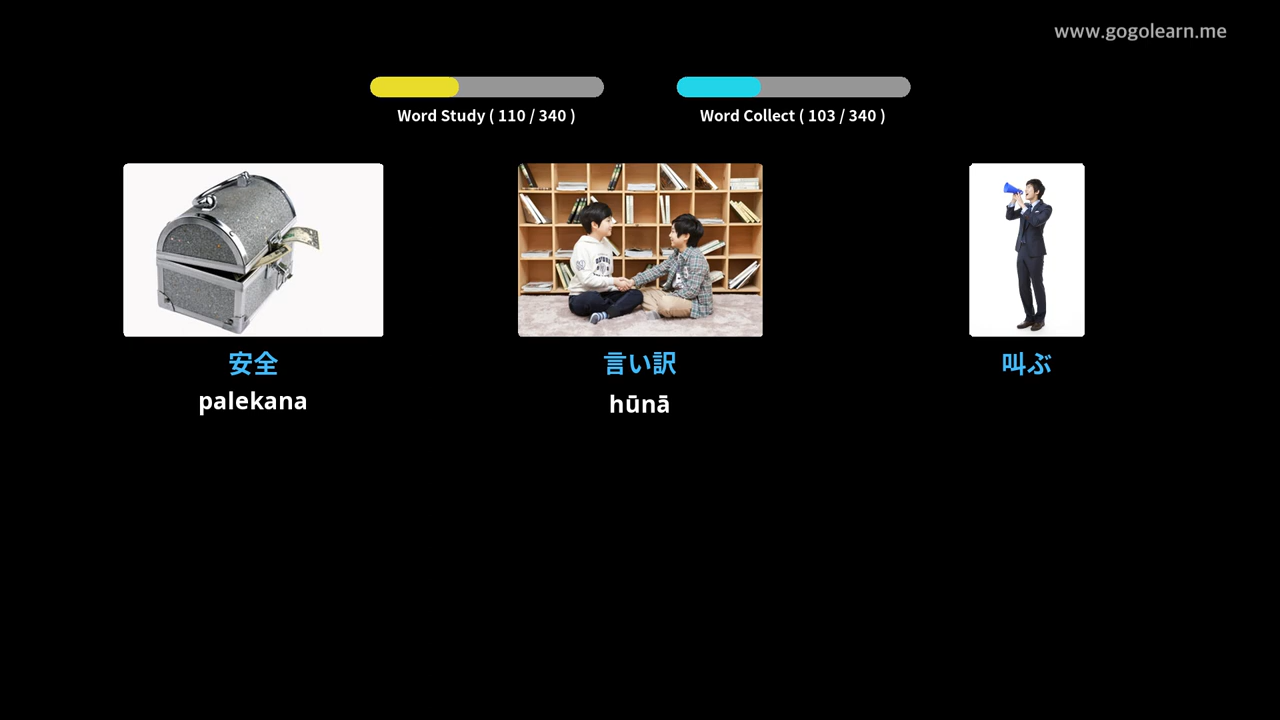 www.gogolearn.me
Word Study ( 110 / 340 )
Word Collect ( 103 / 340 )
安全
言い訳
叫ぶ
palekana
hūnā